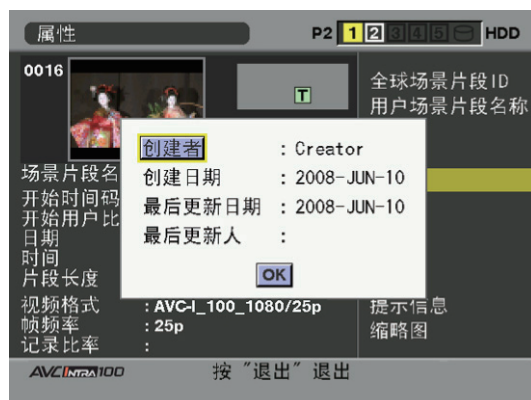 属性
P2 1 2 3 4 5 HDD
0016
T
全球场景片段ID
用户场景片段名称
创建者 : Creator
创建日期 : 2008-JUN-10
最后更新日期 : 2008-JUN-10
最后更新人 :
OK
场景片段名
开始时间码
开始用户比
日期
时间
片段长度
视频格式 : AVC-I_100_1080/25p
帧频率 : 25p
记录比率 :
提示信息
缩略图
AVC INTRA 100
按 "退出" 退出